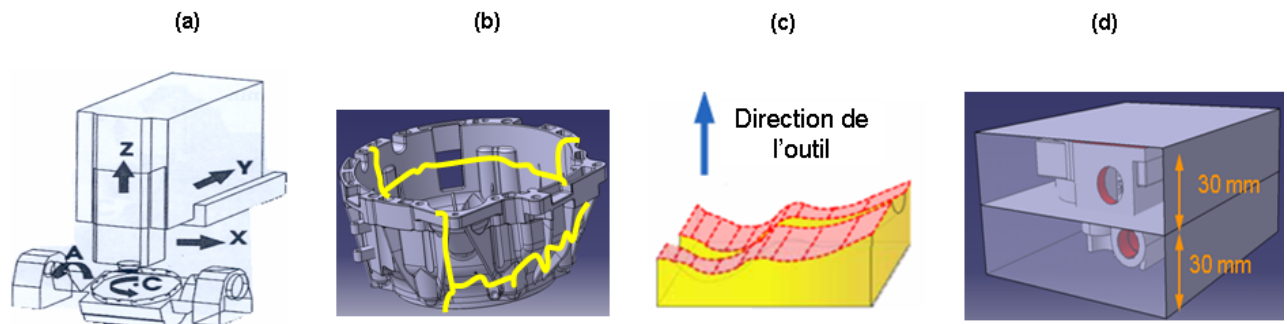 (a)
(b)
(c)
(d)
Z
Y
X
A
C
Direction de
l'outil
30 mm
30 mm